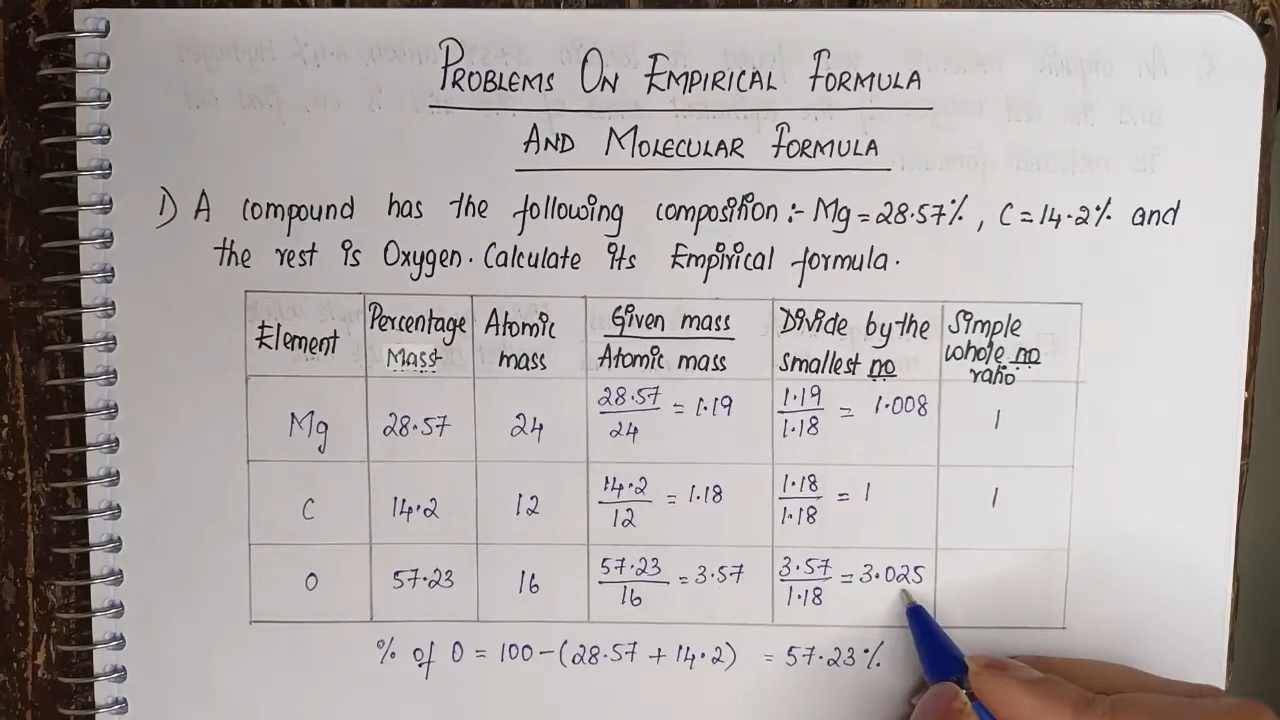 PROBLEMS ON EMPIRICAL FORMULA
AND MOLECULAR FORMULA
1) A compound has the following composition :- Mg = 28.57%, C = 14.2% and
the rest is Oxygen. Calculate its Empirical formula.
Element | Percentage Mass | Atomic mass | Given mass / Atomic mass | Divide by the smallest no | Simple whole no ratio
Mg | 28.57 | 24 | 28.57/24 = 1.19 | 1.19/1.18 = 1.008 | 1
C | 14.2 | 12 | 14.2/12 = 1.18 | 1.18/1.18 = 1 | 1
O | 57.23 | 16 | 57.23/16 = 3.57 | 3.57/1.18 = 3.025
% of O = 100 - (28.57 + 14.2) = 57.23%